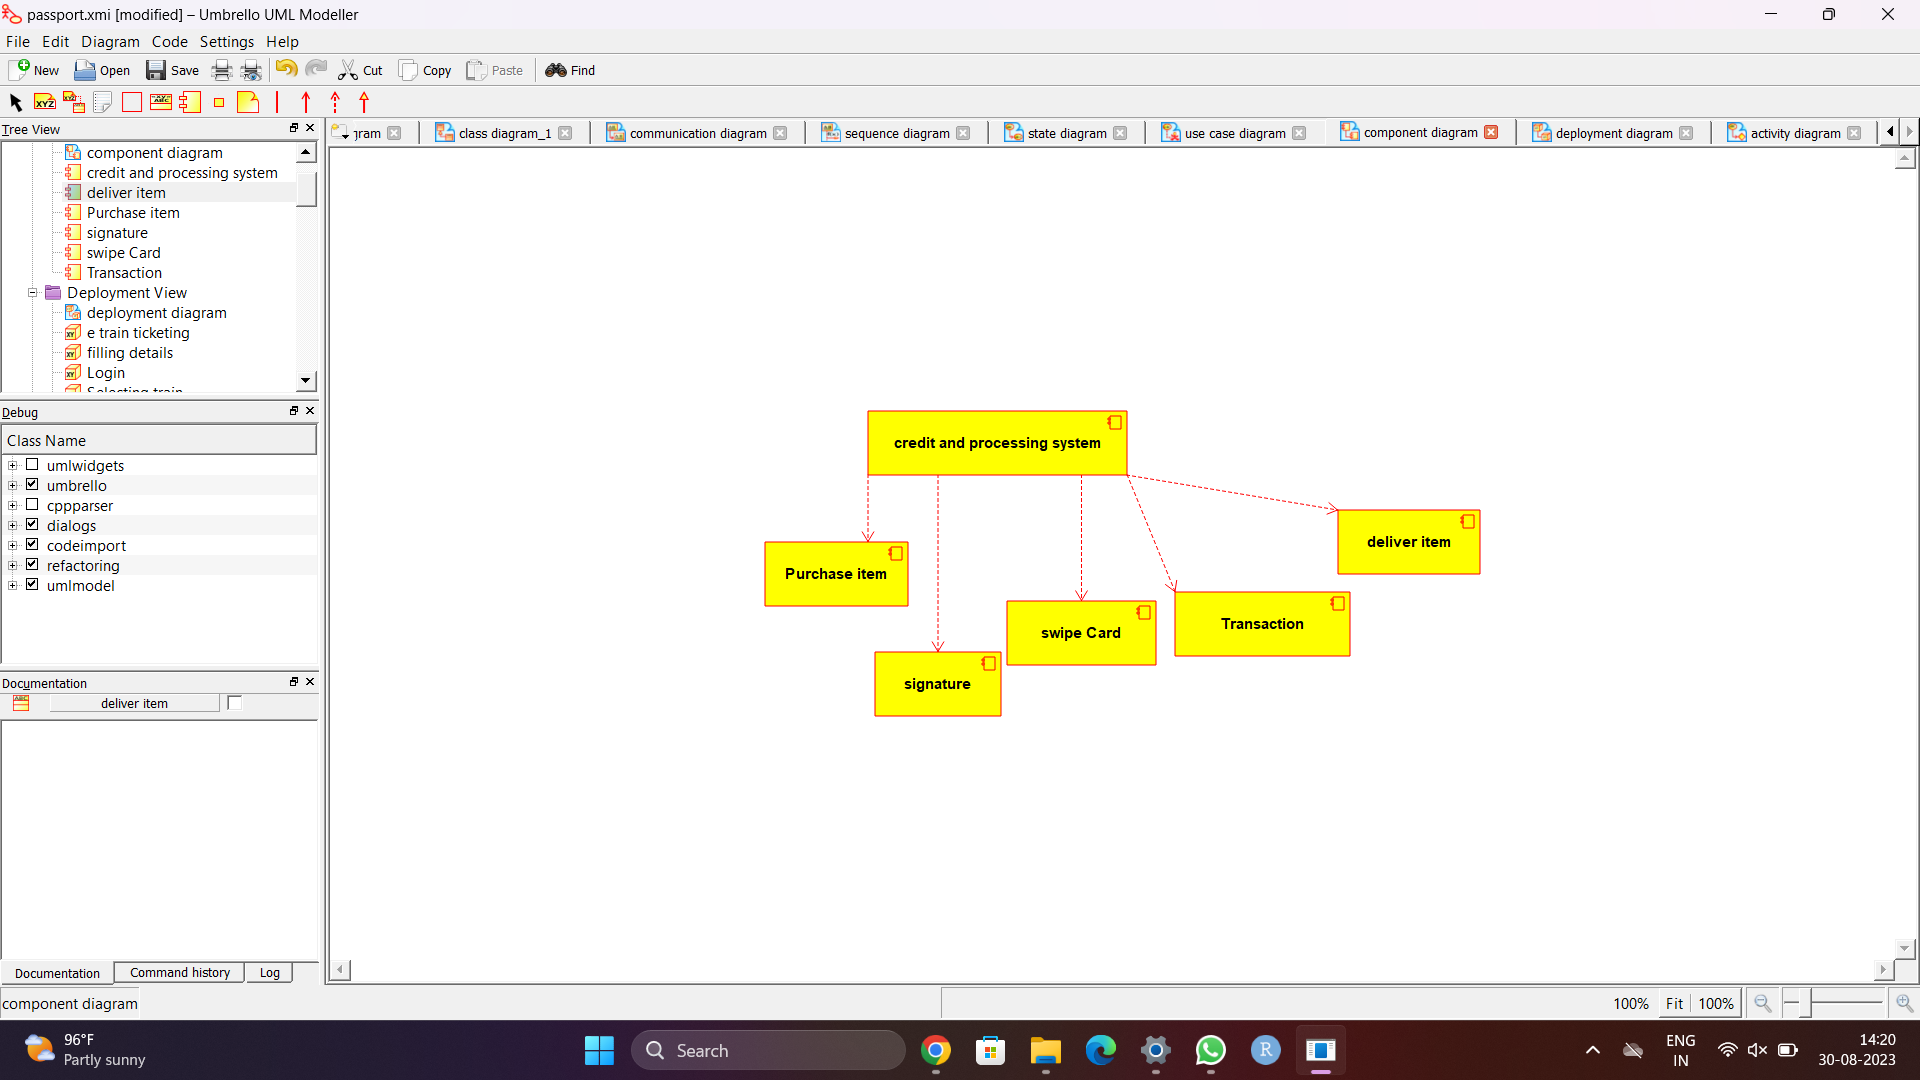 passport.xmi [modified] – Umbrello UML Modeller
File Edit Diagram Code Settings Help
New Open Save Cut Copy Paste Find
Tree View
component diagram
credit and processing system
deliver item
Purchase item
signature
swipe Card
Transaction
Deployment View
deployment diagram
e train ticketing
filling details
Login
Selecting train
Debug
Class Name
umlwidgets
umbrello
cppparser
dialogs
codeimport
refactoring
umlmodel
Documentation
deliver item
Documentation Command history Log
class diagram_1 communication diagram sequence diagram state diagram use case diagram component diagram deployment diagram activity diagram
credit and processing system
deliver item
Purchase item
Transaction
swipe Card
signature
component diagram
100% Fit 100%
96°F
Partly sunny
Search
ENG
IN
14:20
30-08-2023